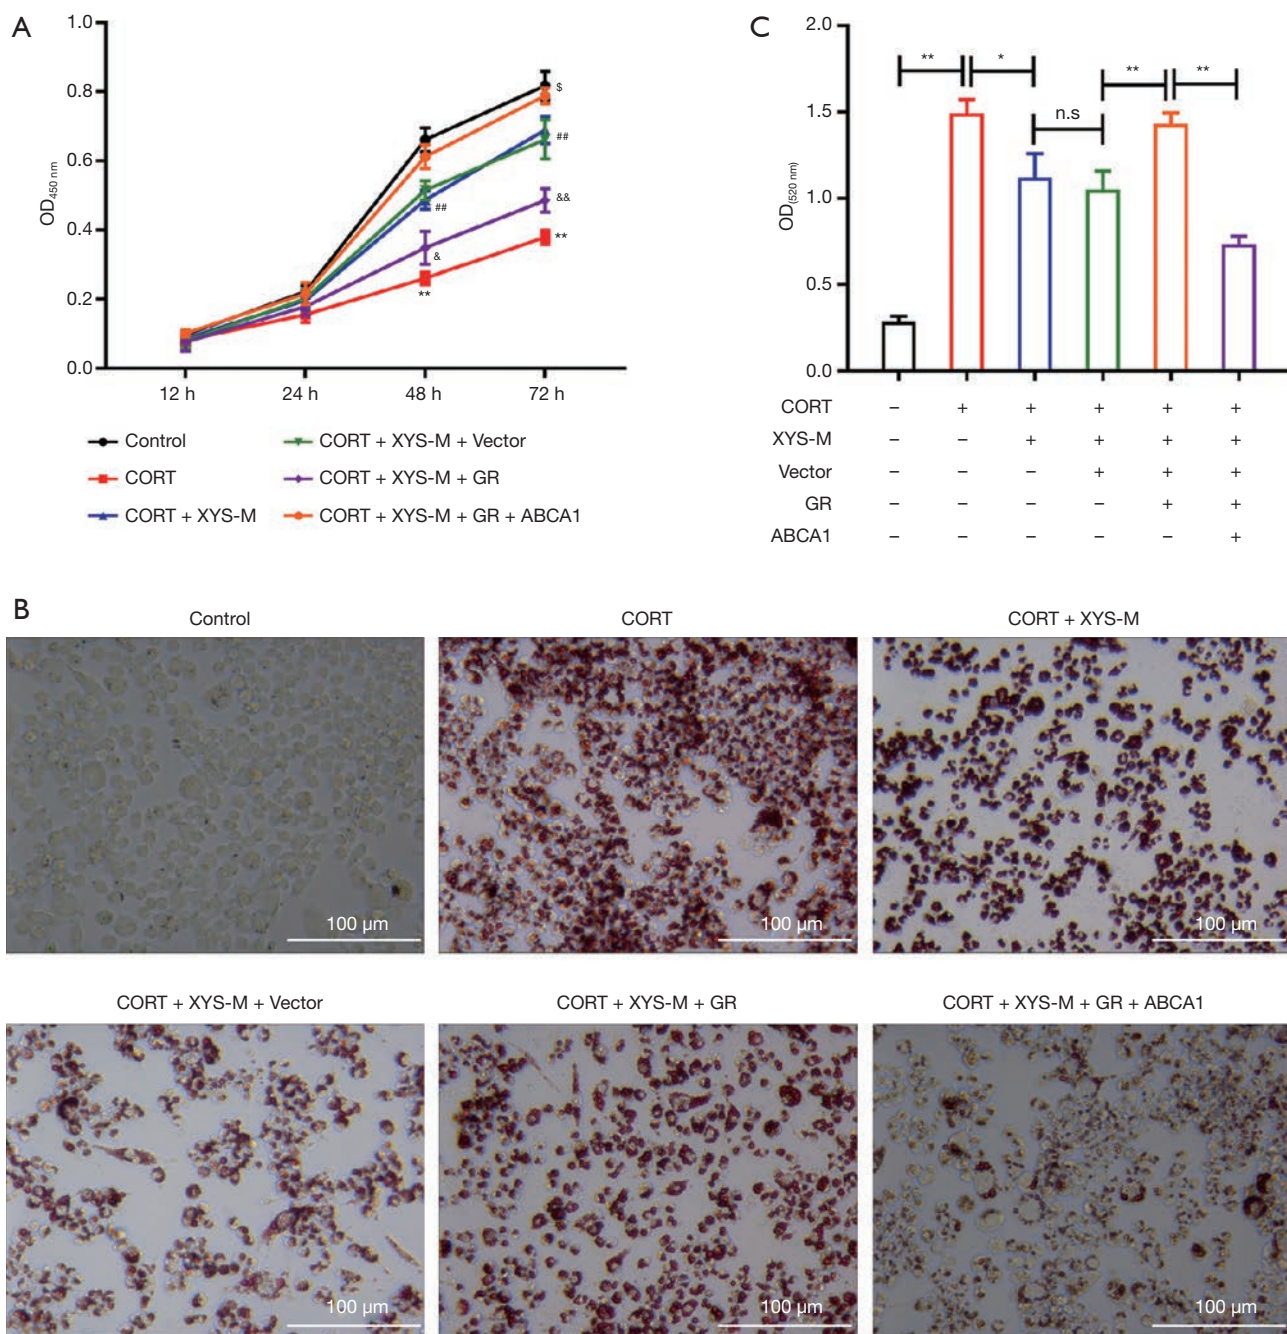 A
1.0
0.8
0.6
0.4
0.2
0.0
OD450 nm
12 h
24 h
48 h
72 h
**
##
&
$
##
&&
**
Control
CORT
CORT + XYS-M
CORT + XYS-M + Vector
CORT + XYS-M + GR
CORT + XYS-M + GR + ABCA1
C
2.0
1.5
1.0
0.5
0.0
OD(520 nm)
** * n.s ** **
CORT – + + + + +
XYS-M – – + + + +
Vector – – – + + +
GR – – – – + +
ABCA1 – – – – – +
B
Control
100 µm
CORT
100 µm
CORT + XYS-M
100 µm
CORT + XYS-M + Vector
100 µm
CORT + XYS-M + GR
100 µm
CORT + XYS-M + GR + ABCA1
100 µm